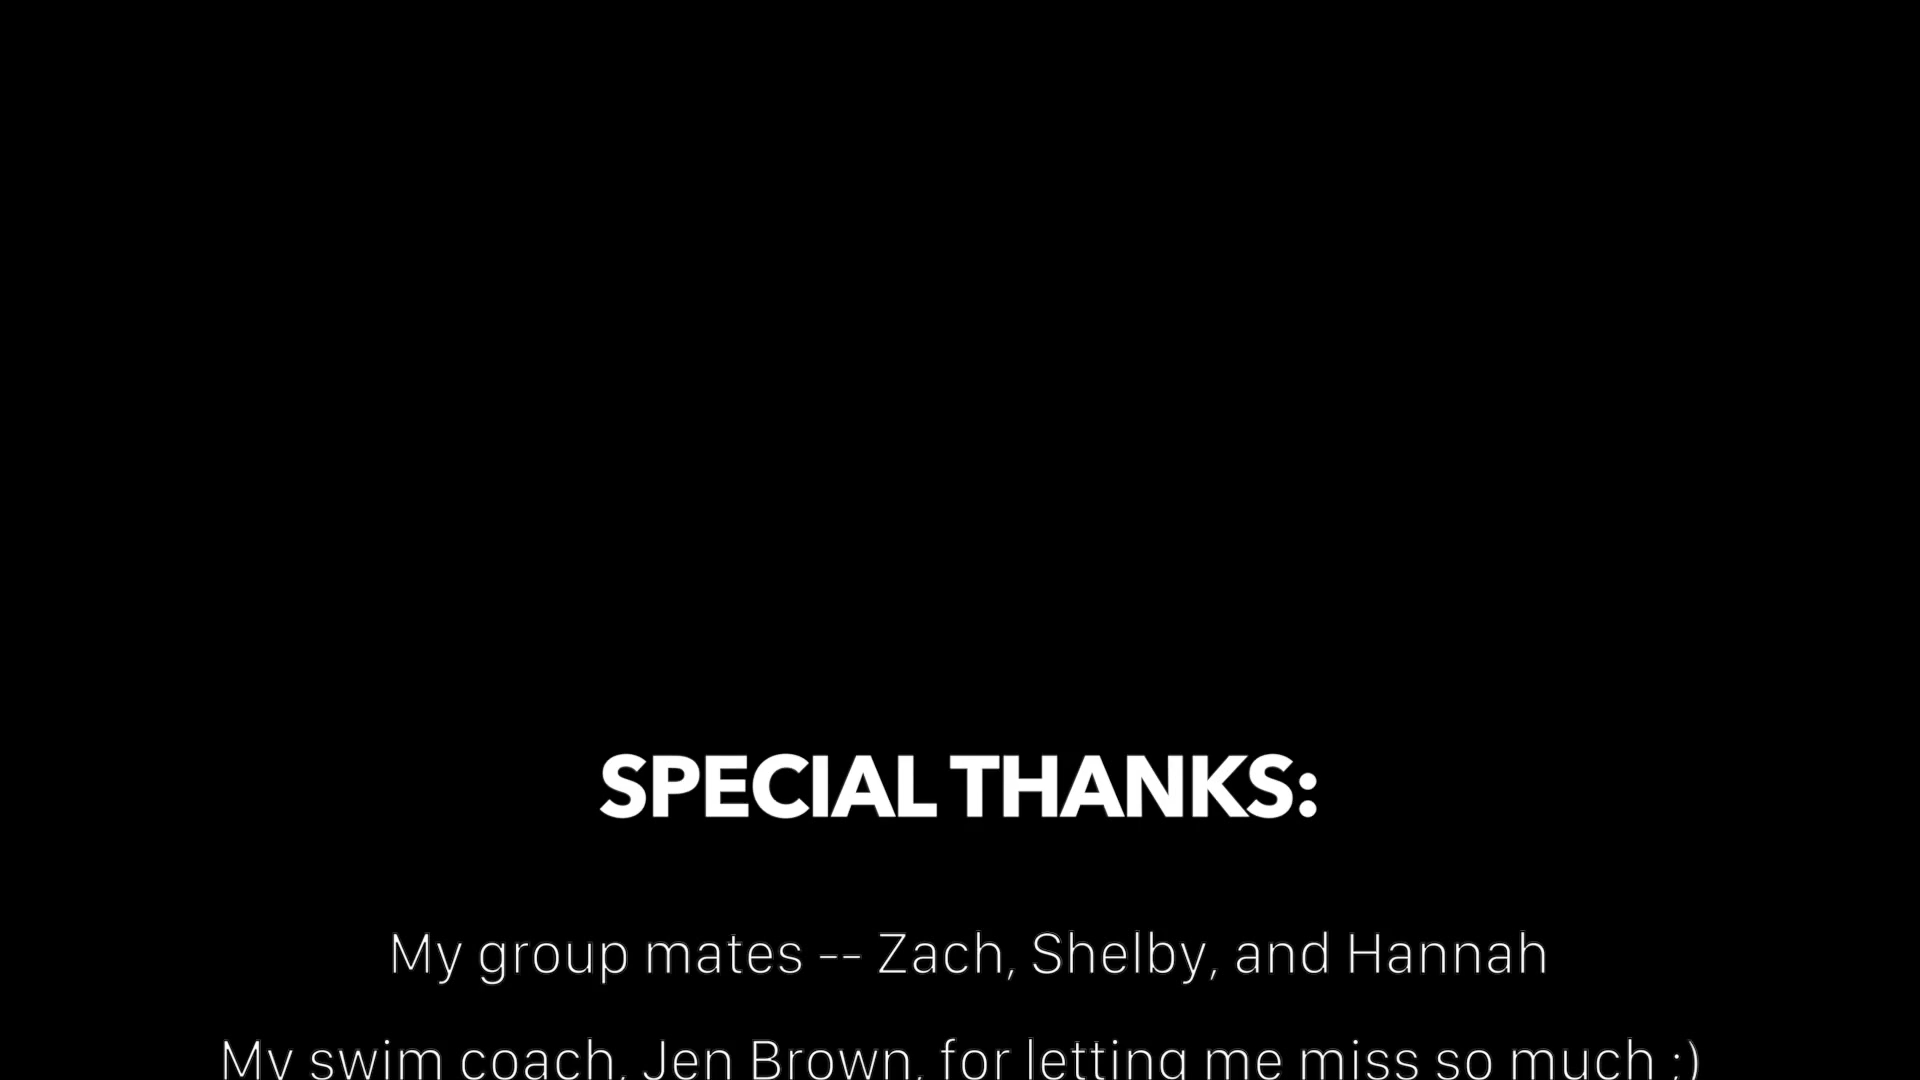 SPECIAL THANKS:
My group mates -- Zach, Shelby, and Hannah
My swim coach, Jen Brown, for letting me miss so much ;)